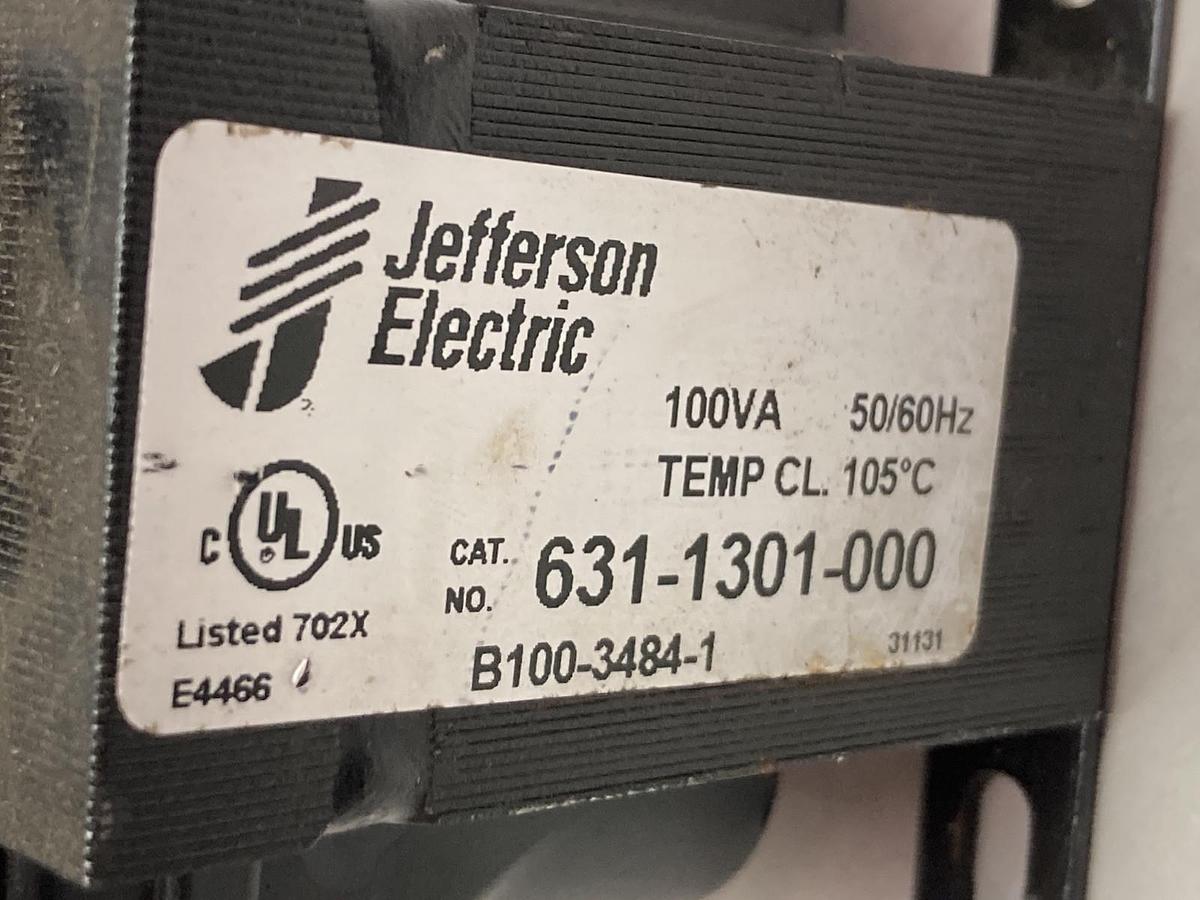 Jefferson
Electric
100VA 50/60Hz
TEMP CL. 105°C
C UL US
CAT. NO. 631-1301-000
Listed 702X
B100-3484-1 31131
E4466